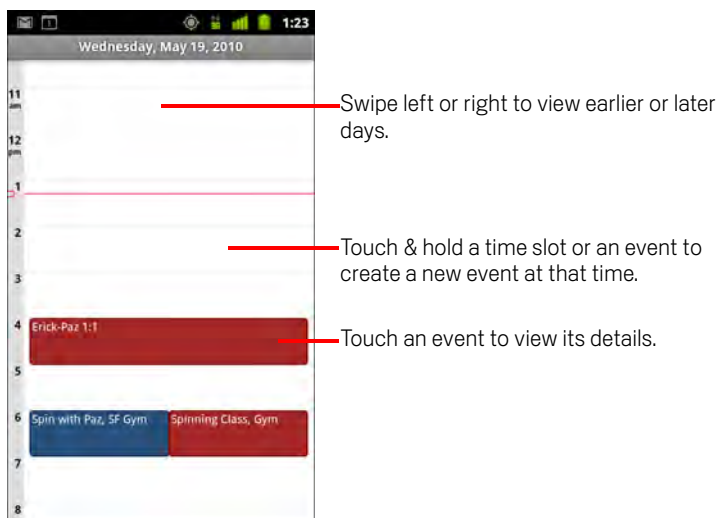 1:23
Wednesday, May 19, 2010
11
am
12
pm
1
2
3
4
Erick-Paz 1:1
5
6
Spin with Paz, SF Gym
Spinning Class, Gym
7
8
Swipe left or right to view earlier or later
days.
Touch & hold a time slot or an event to
create a new event at that time.
Touch an event to view its details.